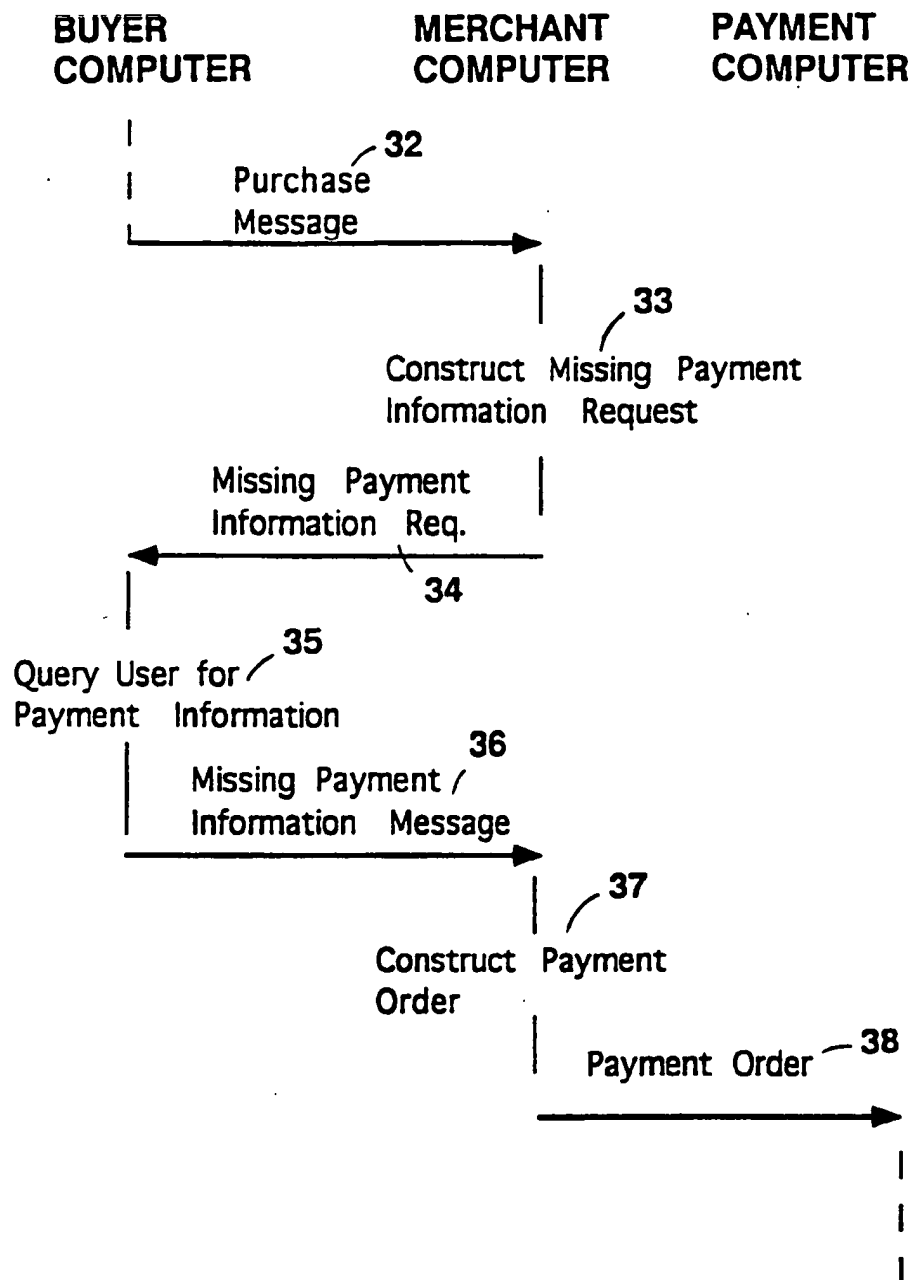 BUYER COMPUTER
MERCHANT COMPUTER
PAYMENT COMPUTER
32
Purchase
Message
33
Construct Missing Payment
Information Request
Missing Payment
Information Req.
34
35
Query User for
Payment Information
36
Missing Payment
Information Message
37
Construct Payment
Order
38
Payment Order